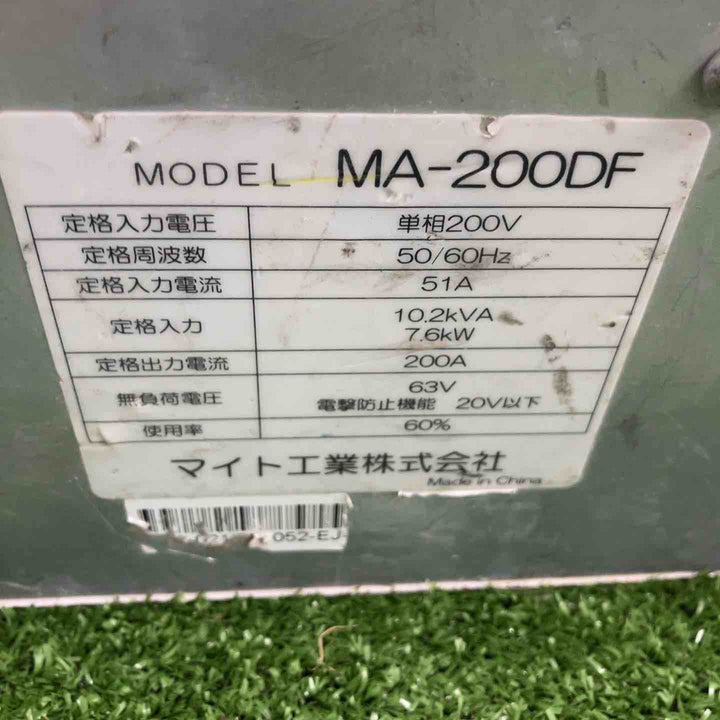 MODEL MA-200DF
定格入力電圧 単相200V
定格周波数 50/60Hz
定格入力電流 51A
定格入力 10.2kVA
7.6kW
定格出力電流 200A
無負荷電圧 63V
電撃防止機能 20V以下
使用率 60%
マイト工業株式会社
Made in China
052-EJ-